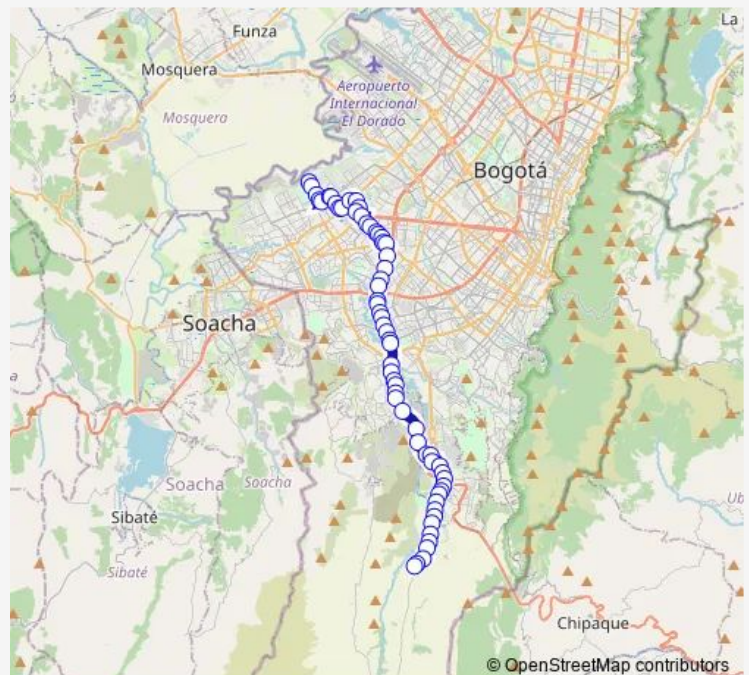 La
Funza
Mosquera
Aeropuerto
Internacional
El Dorado
Mosquera
Bogotá
Soacha
Soacha
Soacha
Sibaté
Ub
Sibaté
Chipaque
© OpenStreetMap contributors